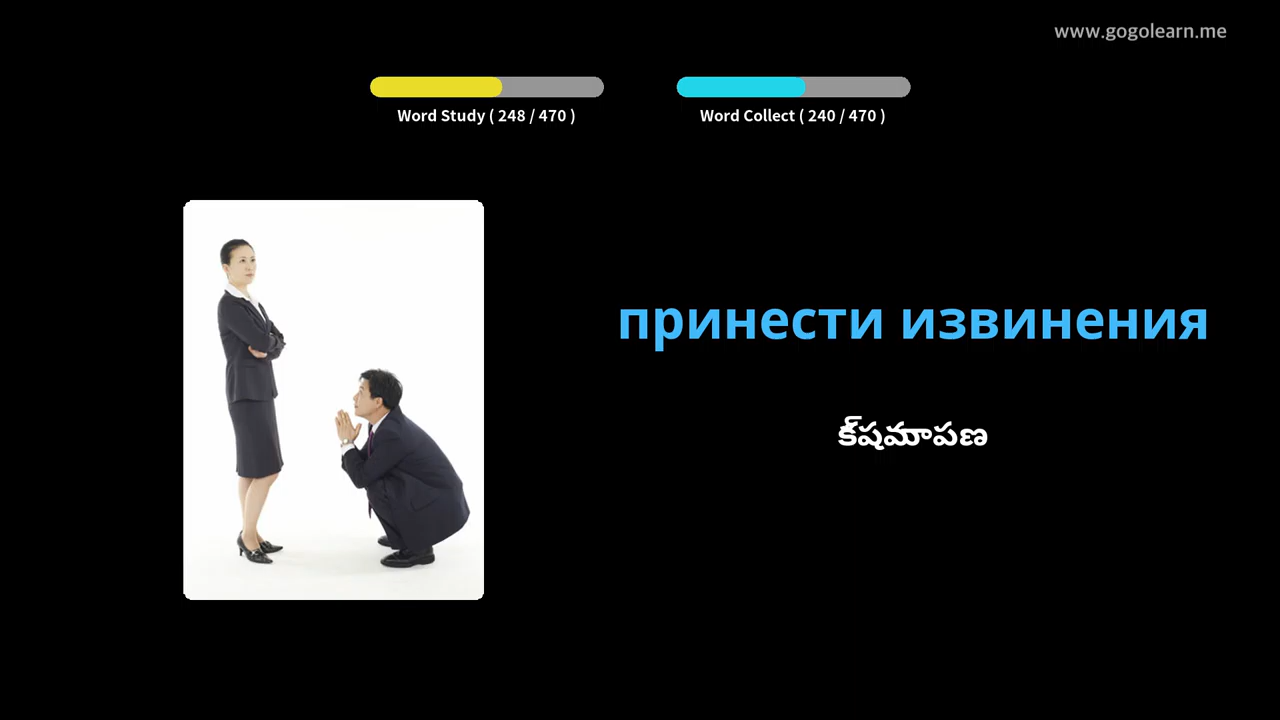 www.gogolearn.me
Word Study ( 248 / 470 )
Word Collect ( 240 / 470 )
принести извинения
క్షమాపణ